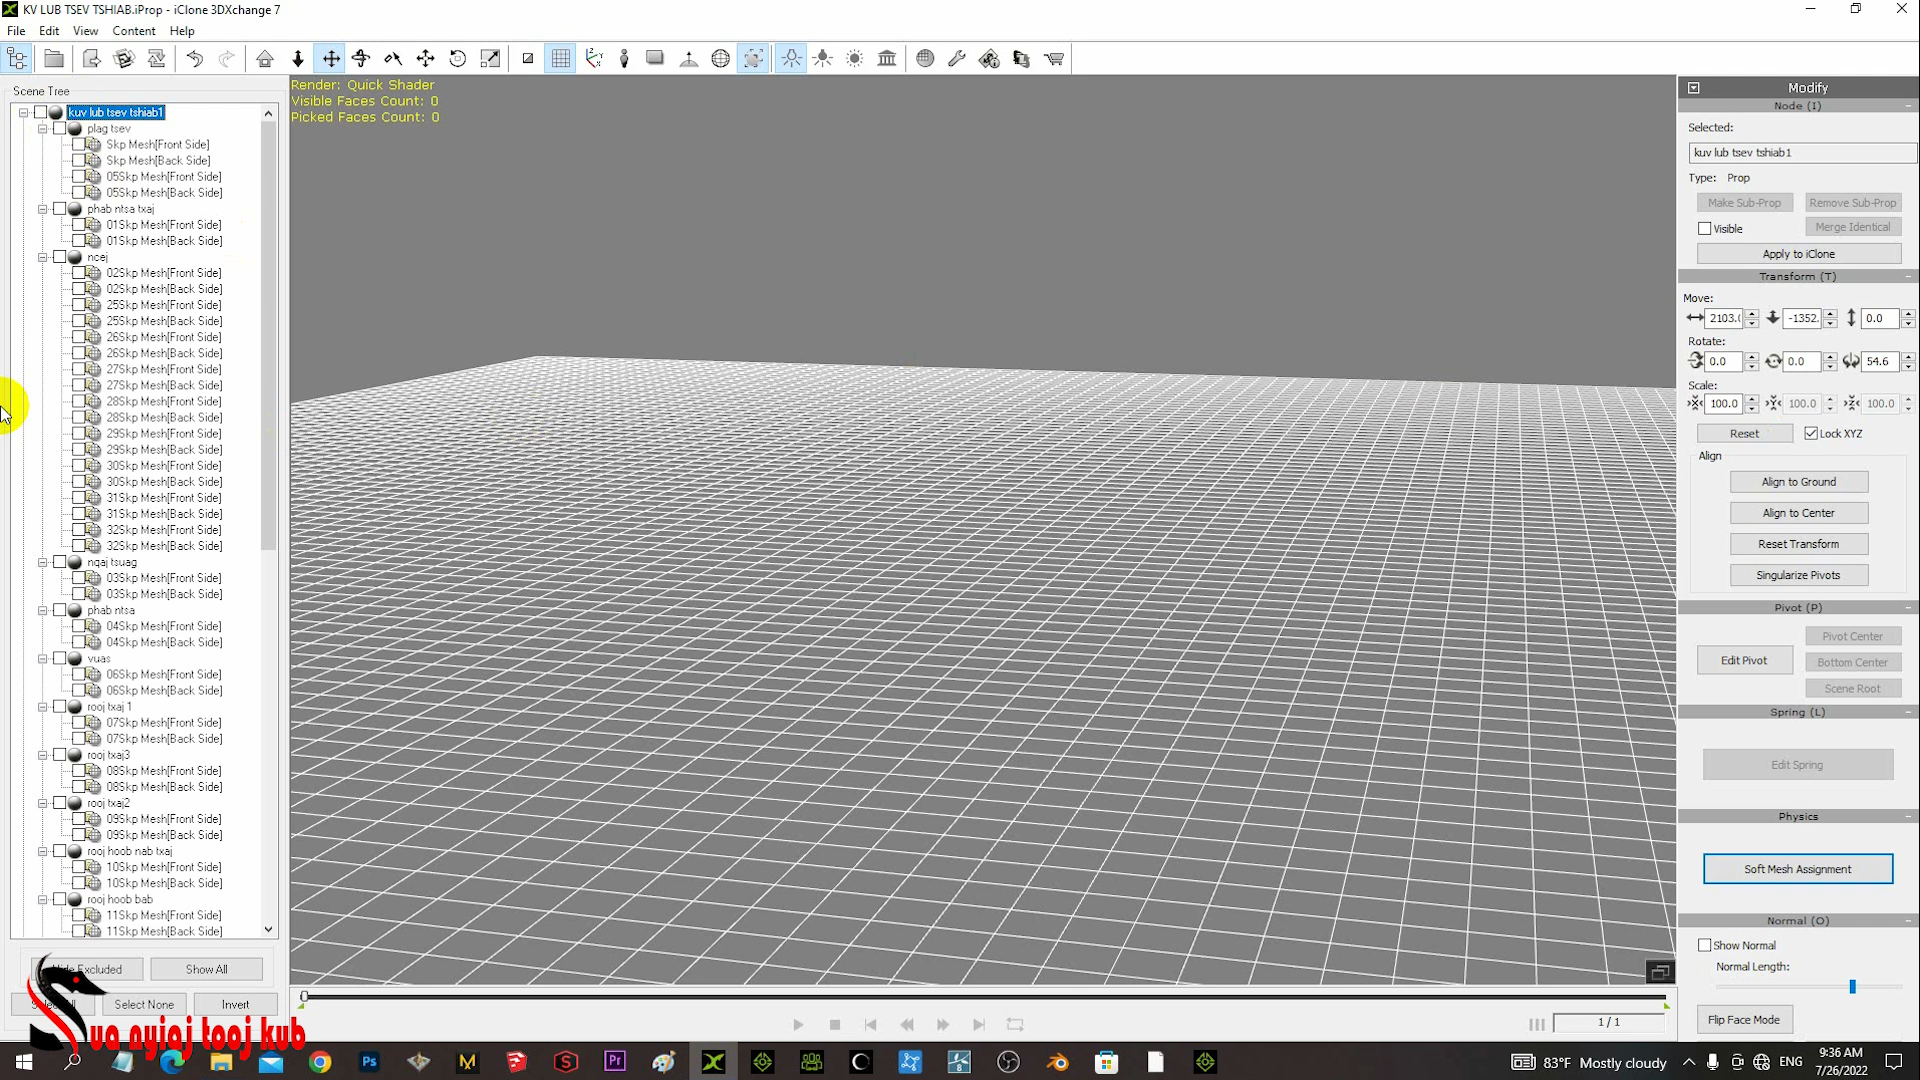 KV LUB TSEV TSHIAB.iProp - iClone 3DXchange 7
File Edit View Content Help
Scene Tree
kuv lub tsev tshiab1
plag tsev
Skp Mesh[Front Side]
Skp Mesh[Back Side]
05Skp Mesh[Front Side]
05Skp Mesh[Back Side]
phab ntsa txaj
01Skp Mesh[Front Side]
01Skp Mesh[Back Side]
ncej
02Skp Mesh[Front Side]
02Skp Mesh[Back Side]
25Skp Mesh[Front Side]
25Skp Mesh[Back Side]
26Skp Mesh[Front Side]
26Skp Mesh[Back Side]
27Skp Mesh[Front Side]
27Skp Mesh[Back Side]
28Skp Mesh[Front Side]
28Skp Mesh[Back Side]
29Skp Mesh[Front Side]
29Skp Mesh[Back Side]
30Skp Mesh[Front Side]
30Skp Mesh[Back Side]
31Skp Mesh[Front Side]
31Skp Mesh[Back Side]
32Skp Mesh[Front Side]
32Skp Mesh[Back Side]
nqaj tsuag
03Skp Mesh[Front Side]
03Skp Mesh[Back Side]
phab ntsa
04Skp Mesh[Front Side]
04Skp Mesh[Back Side]
vuas
06Skp Mesh[Front Side]
06Skp Mesh[Back Side]
rooj txaj 1
07Skp Mesh[Front Side]
07Skp Mesh[Back Side]
rooj txaj3
08Skp Mesh[Front Side]
08Skp Mesh[Back Side]
rooj txaj2
09Skp Mesh[Front Side]
09Skp Mesh[Back Side]
rooj hoob nab txaj
10Skp Mesh[Front Side]
10Skp Mesh[Back Side]
rooj hoob bab
11Skp Mesh[Front Side]
11Skp Mesh[Back Side]
Excluded Show All
Select None Invert
ua nyiaj tooj kub
Render: Quick Shader
Visible Faces Count: 0
Picked Faces Count: 0
1 / 1
Modify
Node (I)
Selected:
kuv lub tsev tshiab1
Type: Prop
Make Sub-Prop Remove Sub-Prop
Visible Merge Identical
Apply to iClone
Transform (T)
Move:
2103.( -1352. 0.0
Rotate:
0.0 0.0 54.6
Scale:
100.0 100.0 100.0
Reset Lock XYZ
Align
Align to Ground
Align to Center
Reset Transform
Singularize Pivots
Pivot (P)
Edit Pivot
Pivot Center
Bottom Center
Scene Root
Spring (L)
Edit Spring
Physics
Soft Mesh Assignment
Normal (O)
Show Normal
Normal Length:
Flip Face Mode
Ps M S Pr 8
83°F Mostly cloudy ENG 9:36 AM
7/26/2022